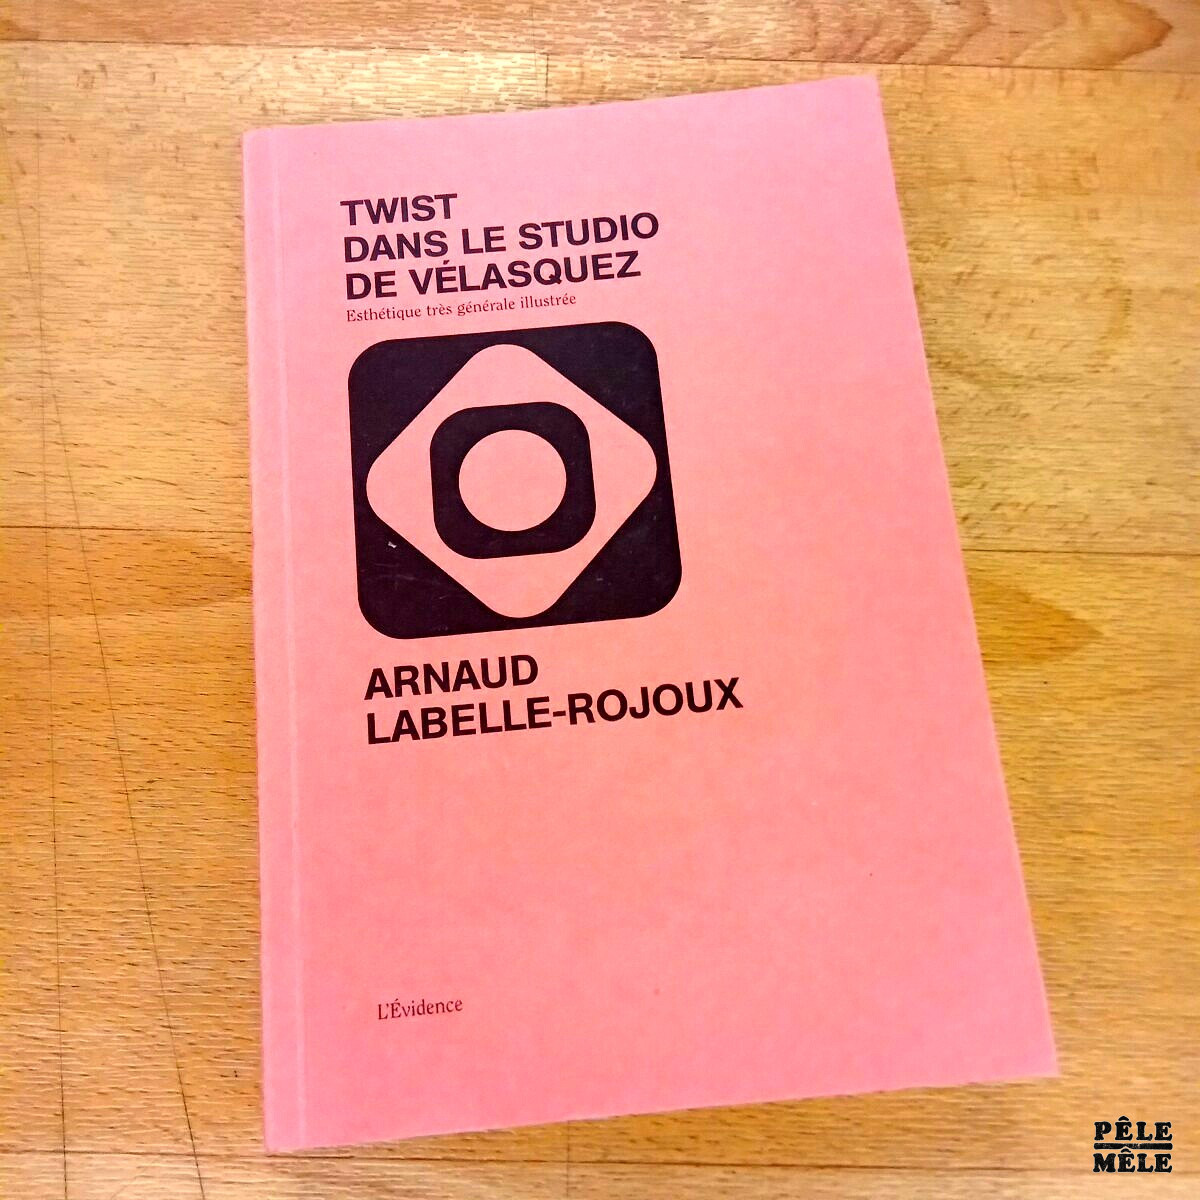 TWIST
DANS LE STUDIO
DE VÉLASQUEZ
Esthétique très générale illustrée
ARNAUD
LABELLE-ROJOUX
L'Évidence
PÊLE
MÊLE